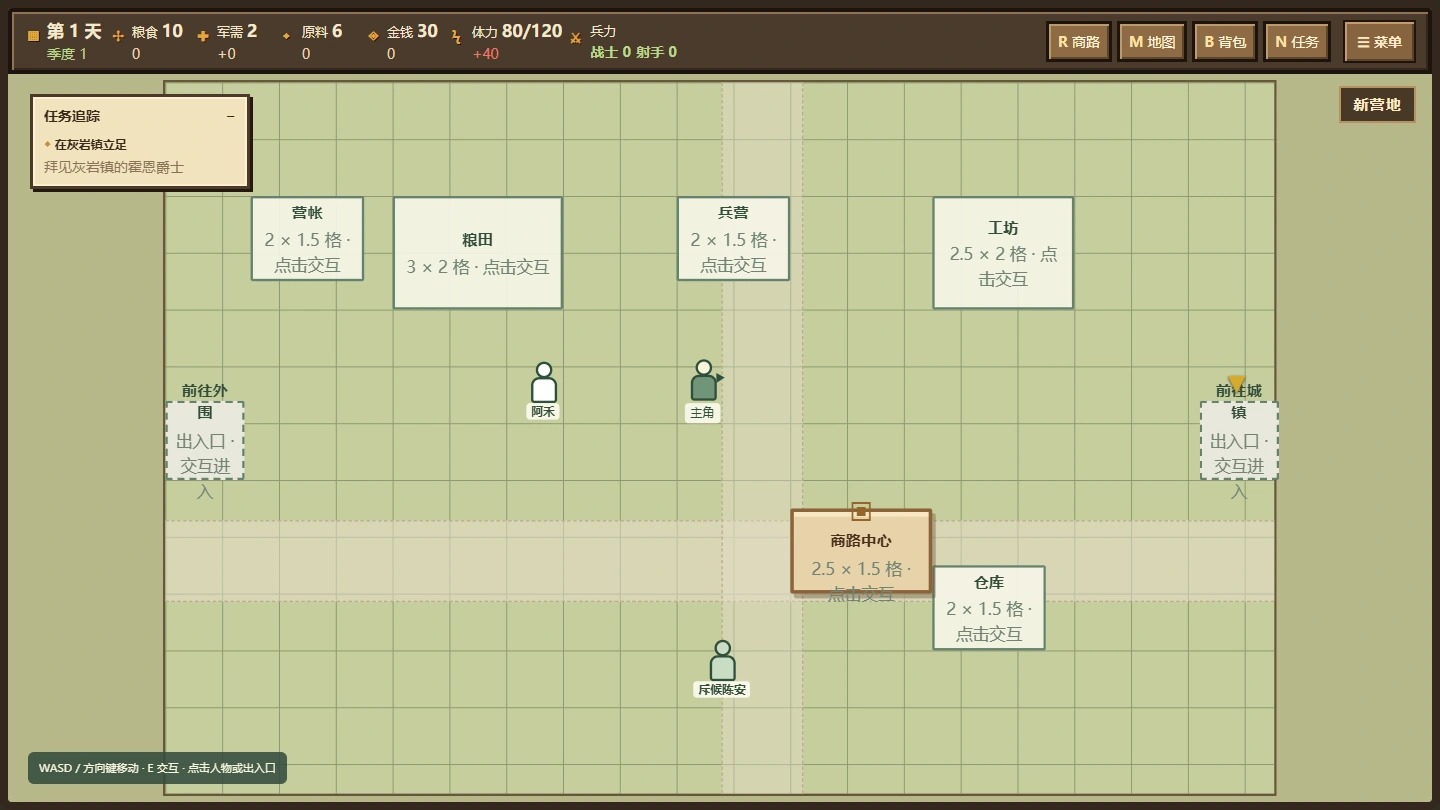 第 1 天
季度 1
粮食 10
0
军需 2
+0
原料 6
0
金钱 30
0
体力 80/120
+40
兵力
战士 0 射手 0
R 商路
M 地图
B 背包
N 任务
☰ 菜单
任务追踪 −
在灰岩镇立足
拜见灰岩镇的霍恩爵士
新营地
营帐
2 × 1.5 格 ·
点击交互
粮田
3 × 2 格 · 点击交互
兵营
2 × 1.5 格 ·
点击交互
工坊
2.5 × 2 格 · 点
击交互
阿禾
主角
前往外
围
出入口 ·
交互进
入
前往城
镇
出入口 ·
交互进
入
商路中心
2.5 × 1.5 格 ·
点击交互
仓库
2 × 1.5 格 ·
点击交互
斥候陈安
WASD / 方向键移动 · E 交互 · 点击人物或出入口